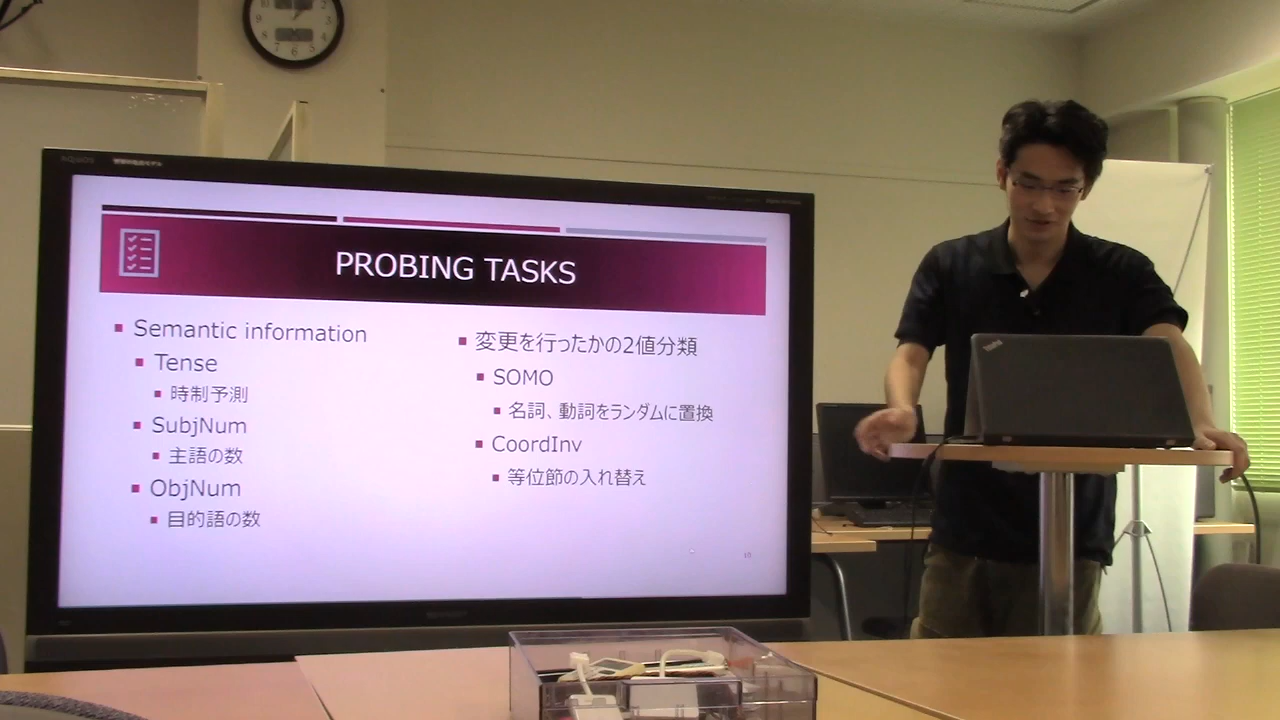 AQUOS
PROBING TASKS
Semantic information
Tense
時制予測
SubjNum
主語の数
ObjNum
目的語の数
変更を行ったかの2値分類
SOMO
名詞、動詞をランダムに置換
CoordInv
等位節の入れ替え
ThinkPad